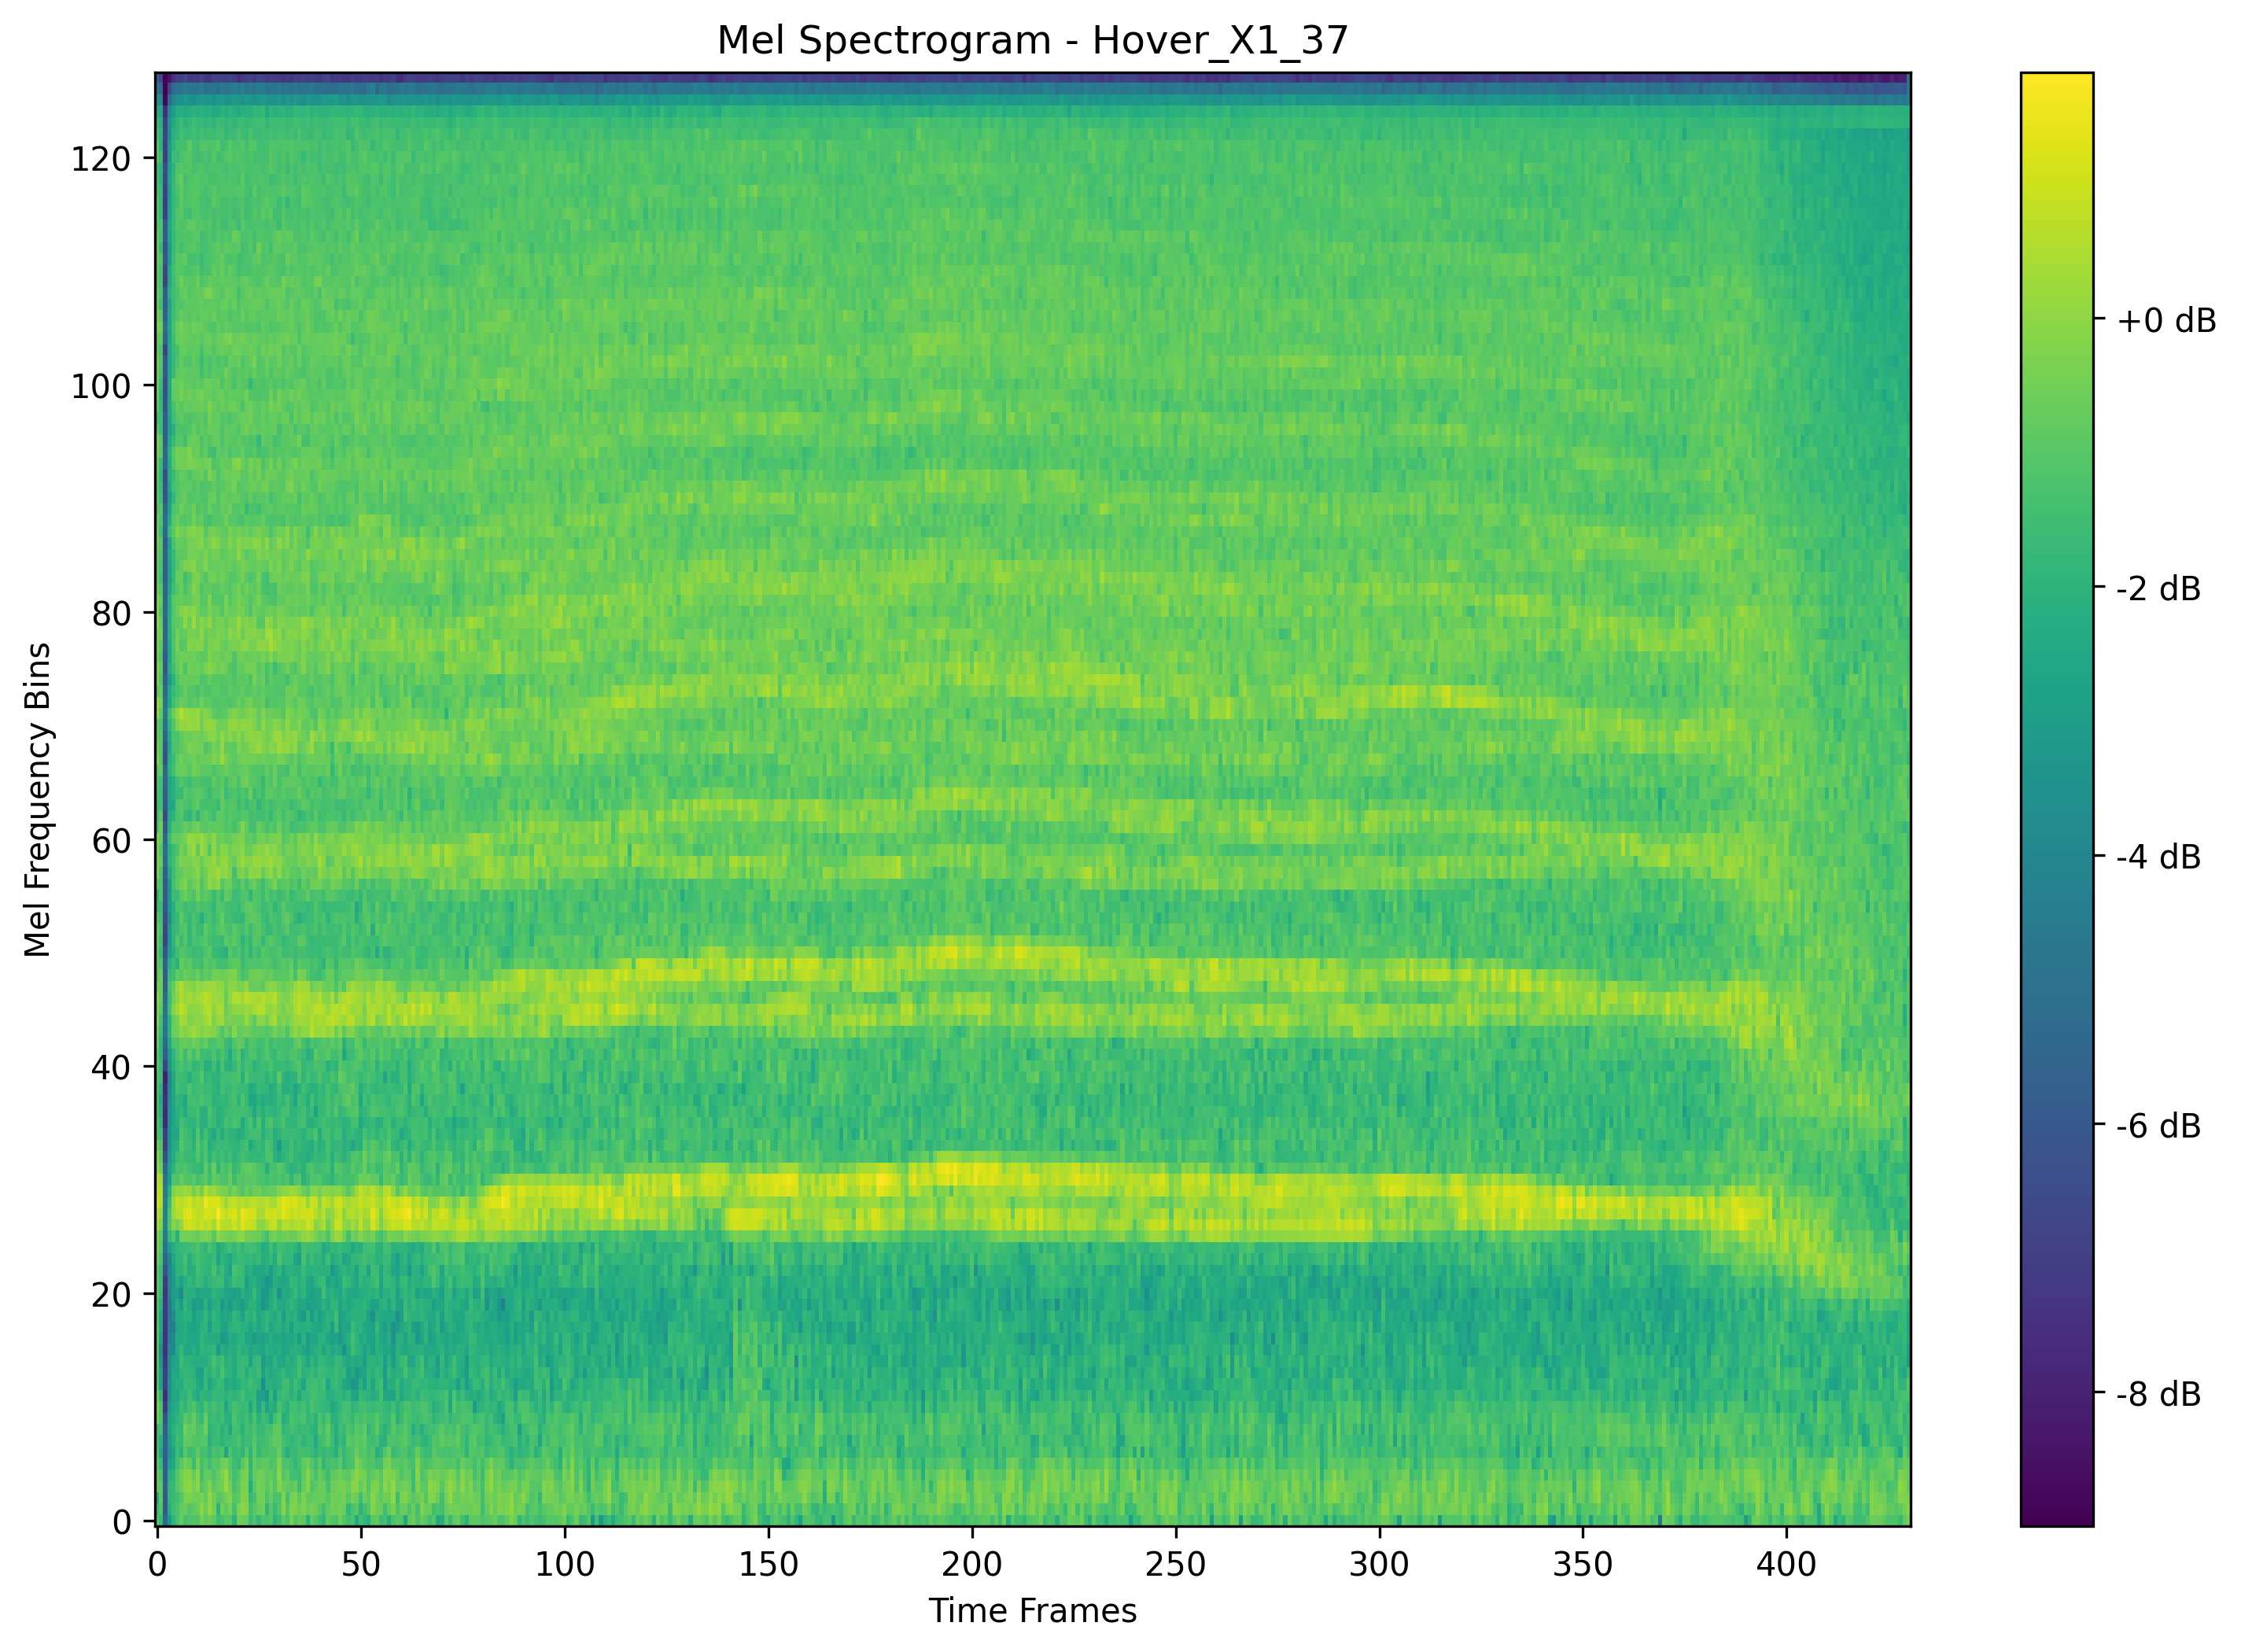 Mel Spectrogram - Hover_X1_37
Mel Frequency Bins
120
100
80
60
40
20
0
0 50 100 150 200 250 300 350 400
Time Frames
+0 dB
-2 dB
-4 dB
-6 dB
-8 dB